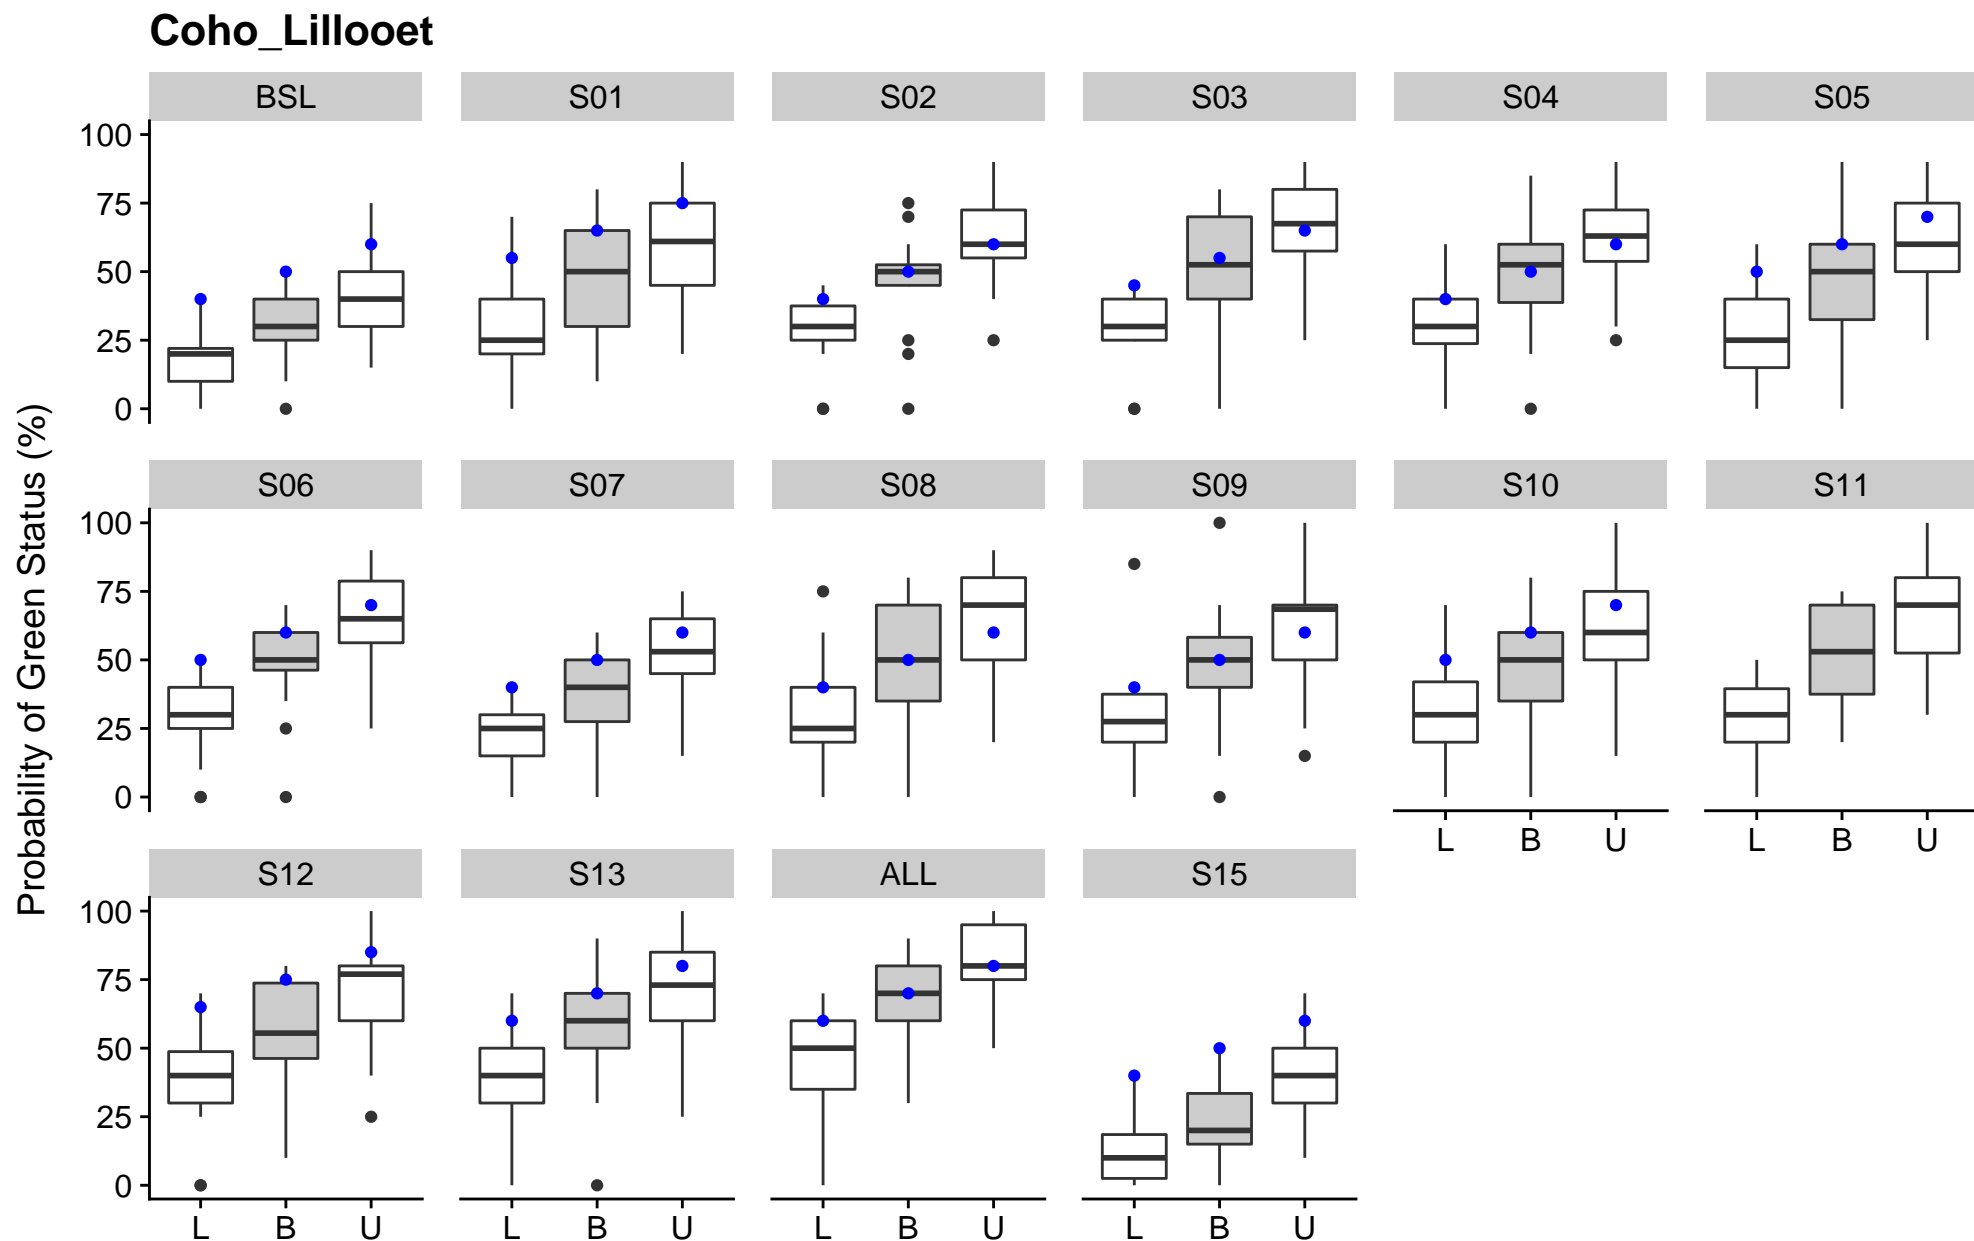 Coho_Lillooet
BSL S01 S02 S03 S04 S05
100
75
50
25
0
Probability of Green Status (%)
S06 S07 S08 S09 S10 S11
100
75
50
25
0
L B U L B U
S12 S13 ALL S15
100
75
50
25
0
L B U L B U L B U L B U